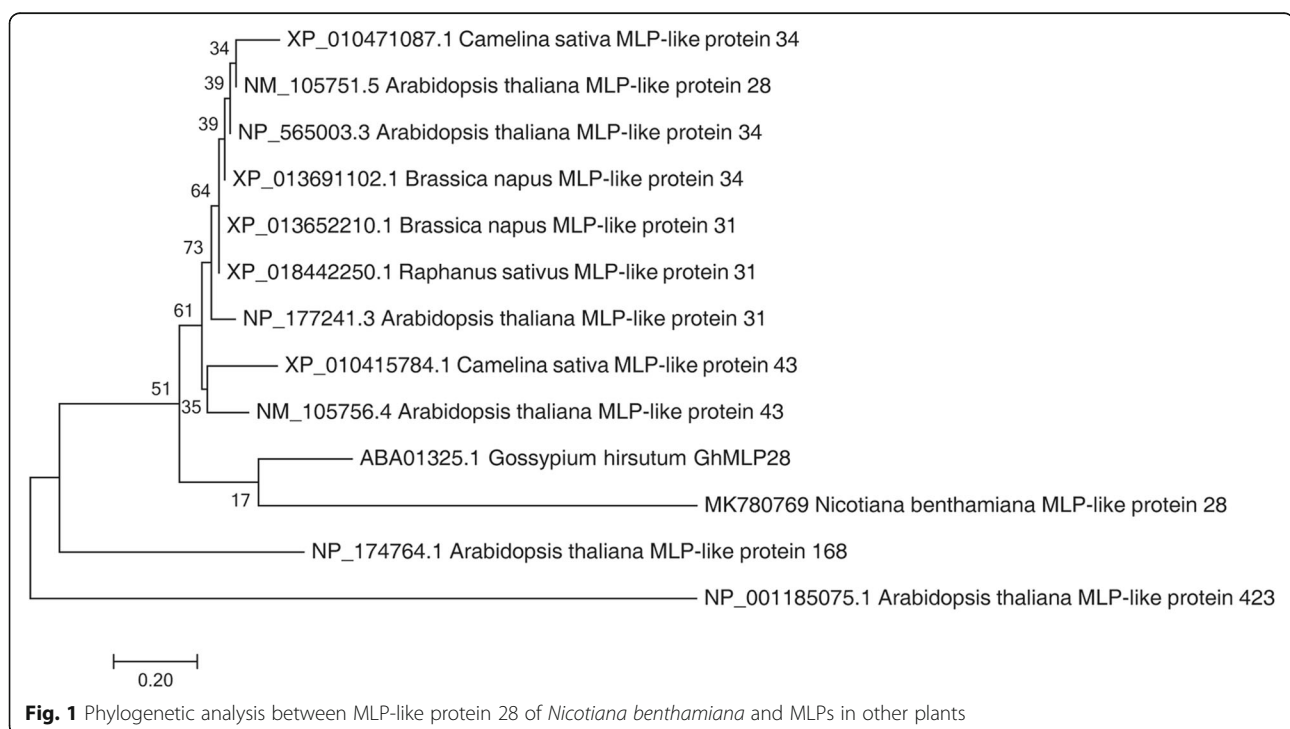 XP_010471087.1 Camelina sativa MLP-like protein 34
34
NM_105751.5 Arabidopsis thaliana MLP-like protein 28
39
NP_565003.3 Arabidopsis thaliana MLP-like protein 34
39
XP_013691102.1 Brassica napus MLP-like protein 34
64
XP_013652210.1 Brassica napus MLP-like protein 31
73
XP_018442250.1 Raphanus sativus MLP-like protein 31
61
NP_177241.3 Arabidopsis thaliana MLP-like protein 31
XP_010415784.1 Camelina sativa MLP-like protein 43
51
35
NM_105756.4 Arabidopsis thaliana MLP-like protein 43
ABA01325.1 Gossypium hirsutum GhMLP28
17
MK780769 Nicotiana benthamiana MLP-like protein 28
NP_174764.1 Arabidopsis thaliana MLP-like protein 168
NP_001185075.1 Arabidopsis thaliana MLP-like protein 423
0.20
Fig. 1 Phylogenetic analysis between MLP-like protein 28 of Nicotiana benthamiana and MLPs in other plants